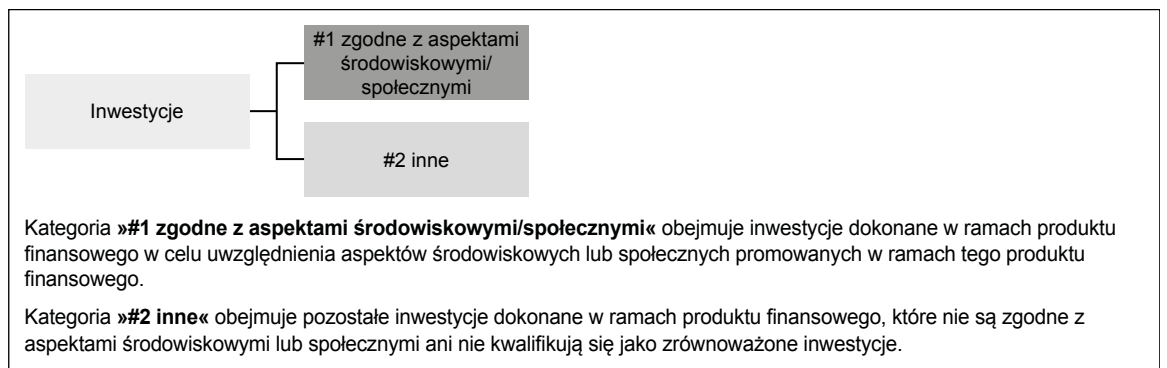 #1 zgodne z aspektami
środowiskowymi/
społecznymi
Inwestycje
#2 inne
Kategoria »#1 zgodne z aspektami środowiskowymi/społecznymi« obejmuje inwestycje dokonane w ramach produktu
finansowego w celu uwzględnienia aspektów środowiskowych lub społecznych promowanych w ramach tego produktu
finansowego.
Kategoria »#2 inne« obejmuje pozostałe inwestycje dokonane w ramach produktu finansowego, które nie są zgodne z
aspektami środowiskowymi lub społecznymi ani nie kwalifikują się jako zrównoważone inwestycje.